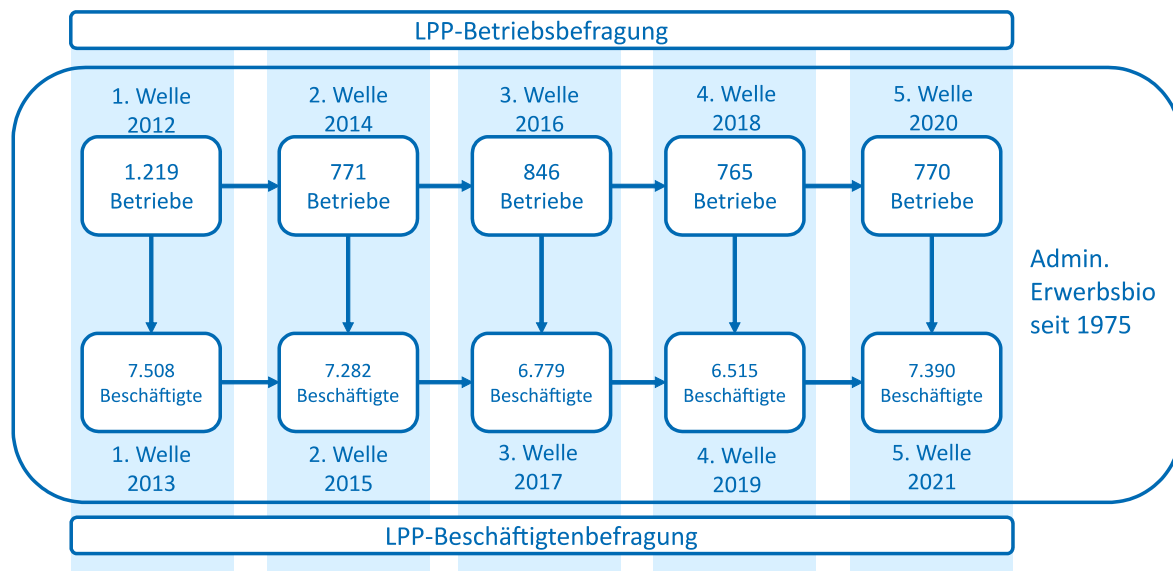 LPP-Betriebsbefragung
1. Welle
2012
2. Welle
2014
3. Welle
2016
4. Welle
2018
5. Welle
2020
1.219
Betriebe
771
Betriebe
846
Betriebe
765
Betriebe
770
Betriebe
Admin.
Erwerbsbio
seit 1975
7.508
Beschäftigte
7.282
Beschäftigte
6.779
Beschäftigte
6.515
Beschäftigte
7.390
Beschäftigte
1. Welle
2013
2. Welle
2015
3. Welle
2017
4. Welle
2019
5. Welle
2021
LPP-Beschäftigtenbefragung